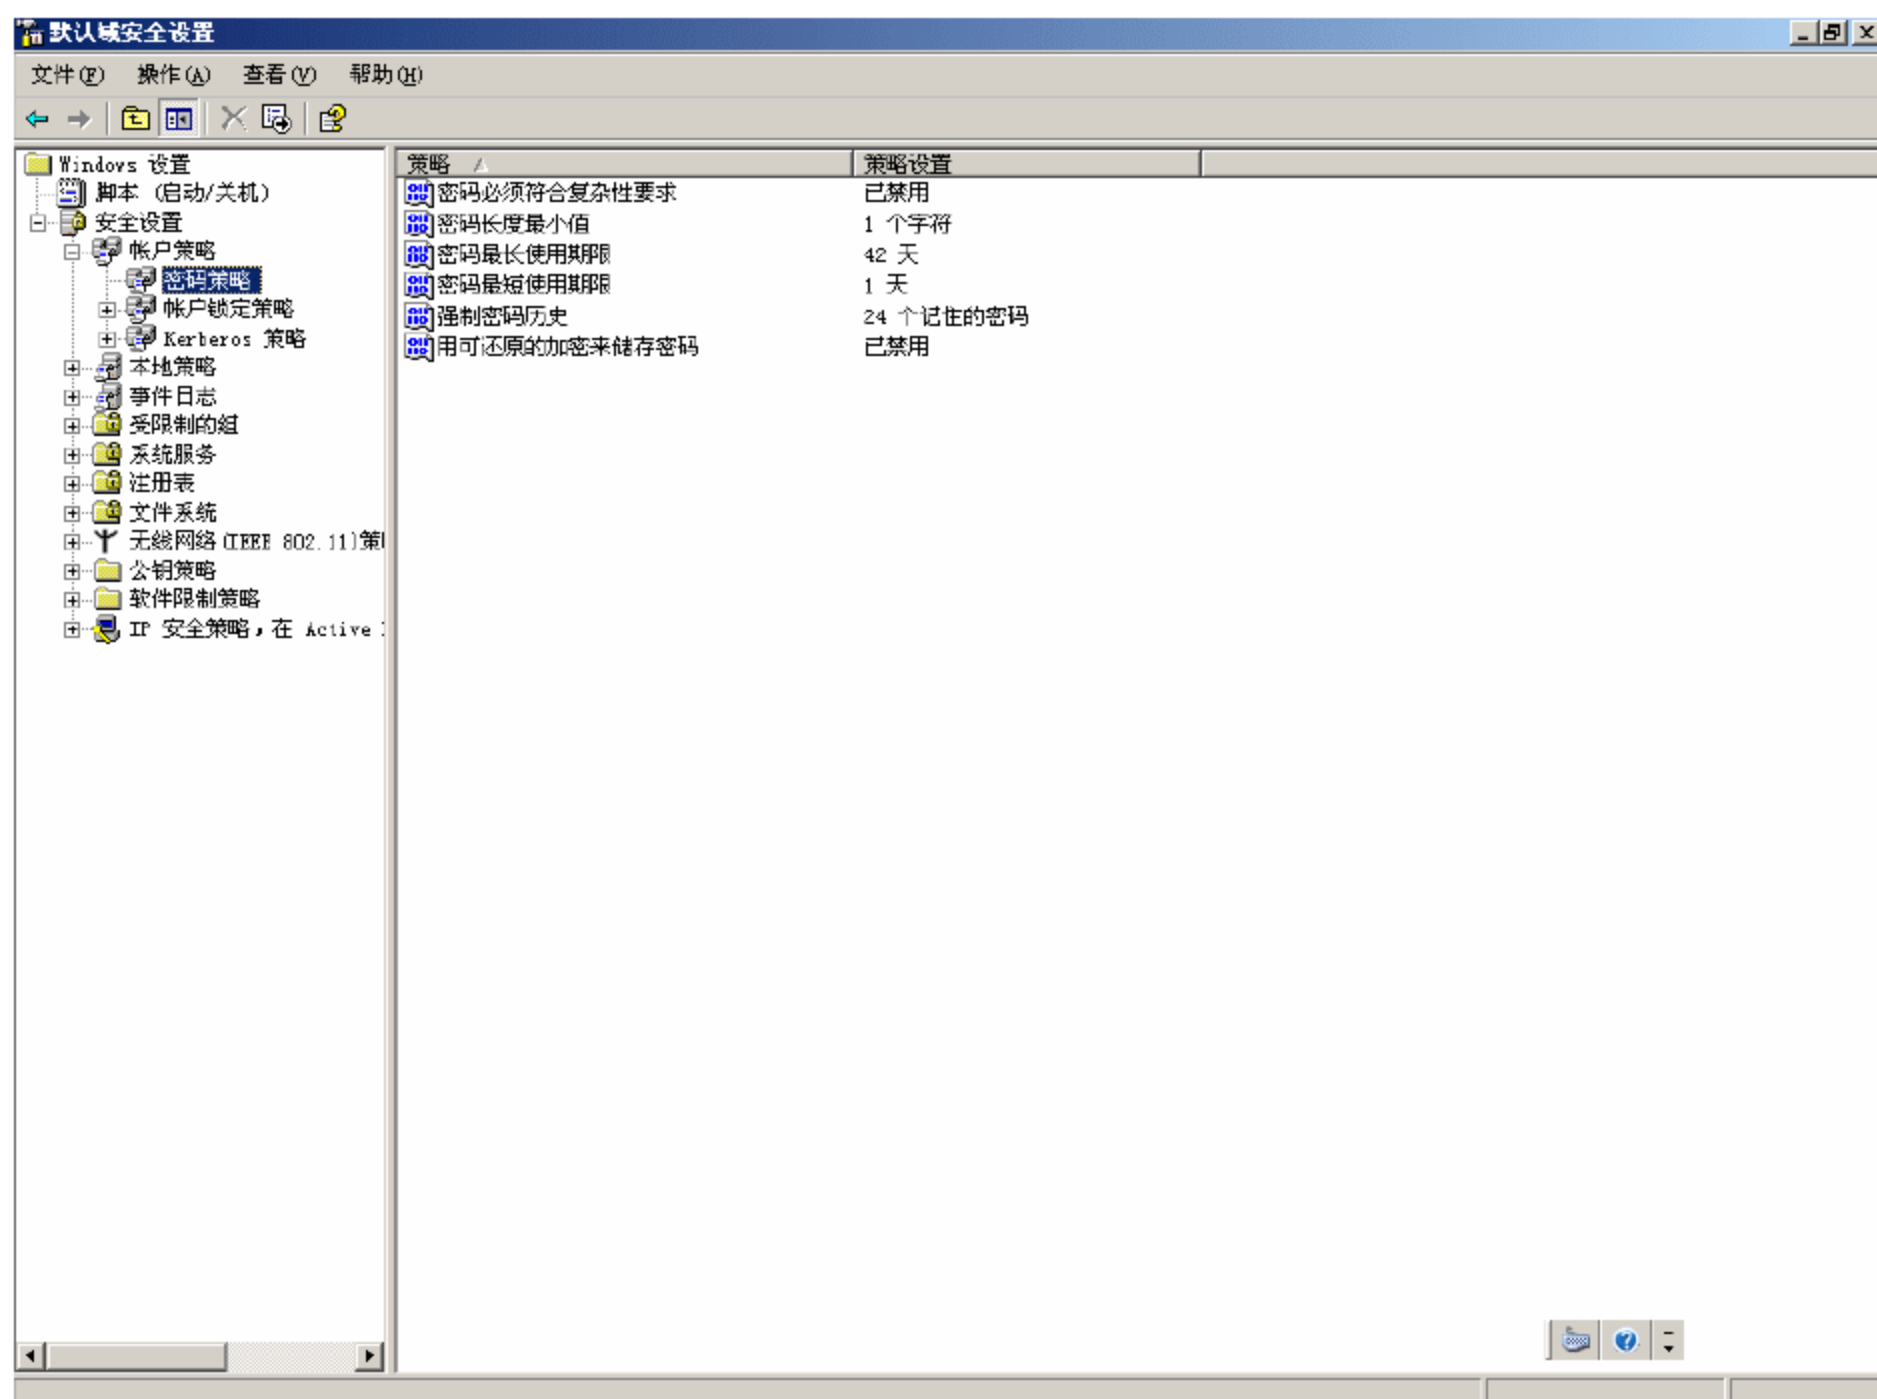 默认域安全设置
文件(F) 操作(A) 查看(V) 帮助(H)
Windows 设置
脚本 (启动/关机)
安全设置
帐户策略
密码策略
帐户锁定策略
Kerberos 策略
本地策略
事件日志
受限制的组
系统服务
注册表
文件系统
无线网络(IEEE 802.11)策
公钥策略
软件限制策略
IP 安全策略，在 Active
策略 策略设置
密码必须符合复杂性要求 已禁用
密码长度最小值 1 个字符
密码最长使用期限 42 天
密码最短使用期限 1 天
强制密码历史 24 个记住的密码
用可还原的加密来储存密码 已禁用